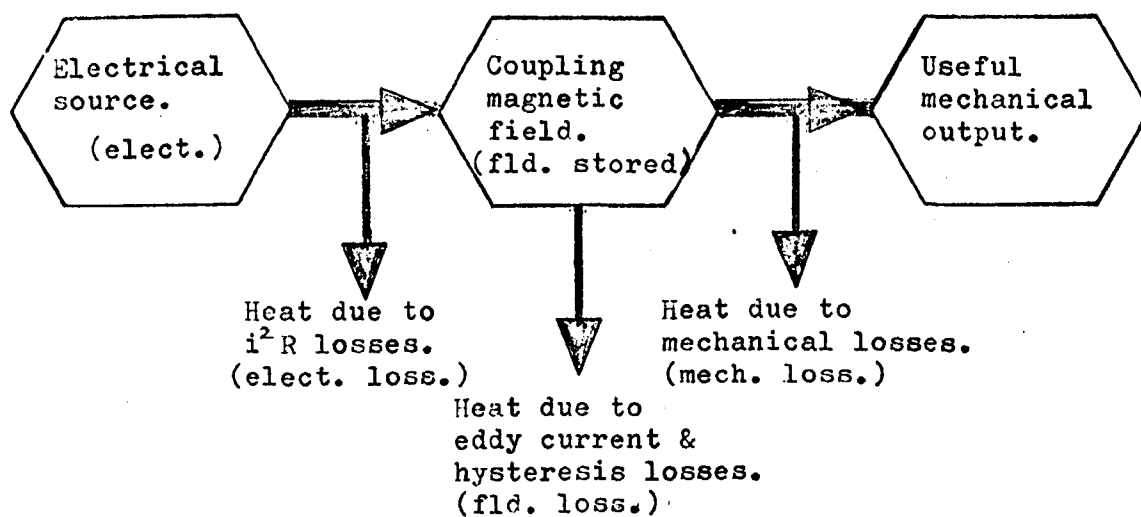 Electrical
source.
(elect.)
Coupling
magnetic
field.
(fld. stored)
Useful
mechanical
output.
Heat due to
i²R losses.
(elect. loss.)
Heat due to
eddy current &
hysteresis losses.
(fld. loss.)
Heat due to
mechanical losses.
(mech. loss.)